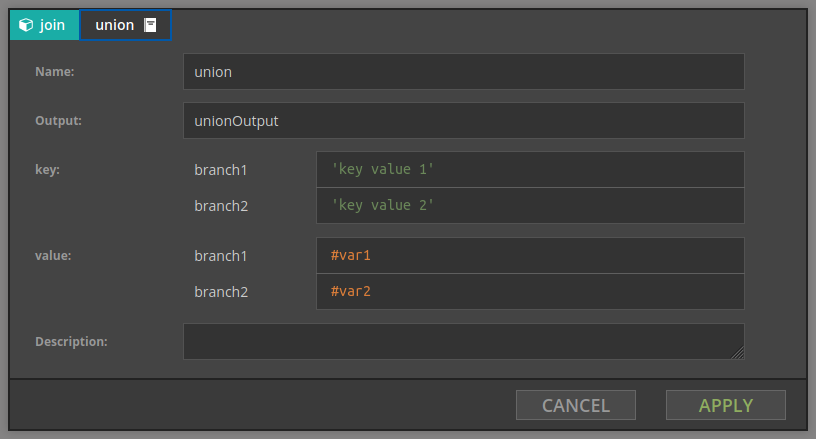 join union
Name: union
Output: unionOutput
key: branch1 'key value 1'
branch2 'key value 2'
value: branch1 #var1
branch2 #var2
Description:
CANCEL APPLY